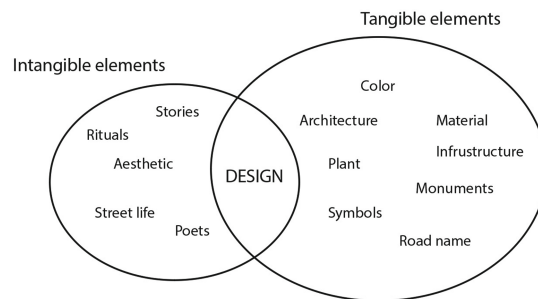 Tangible elements
Intangible elements
Color
Stories
Architecture
Material
Rituals
Infrustructure
Aesthetic
Plant
DESIGN
Monuments
Street life
Symbols
Poets
Road name